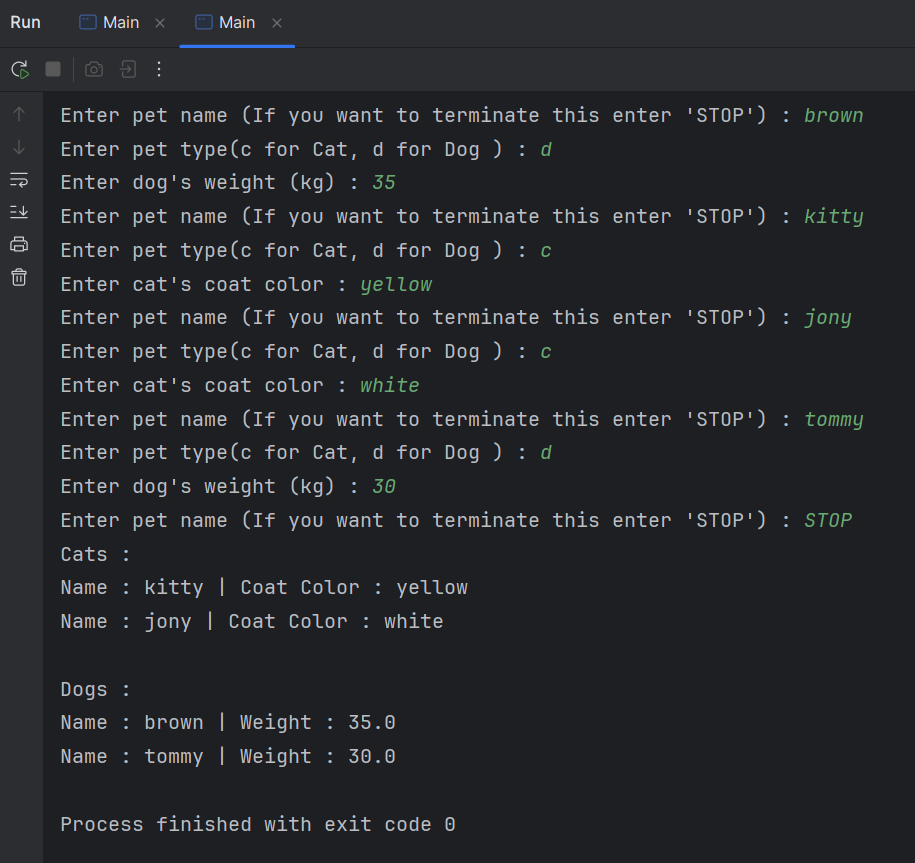 Run Main × Main ×
Enter pet name (If you want to terminate this enter 'STOP') : brown
Enter pet type(c for Cat, d for Dog ) : d
Enter dog's weight (kg) : 35
Enter pet name (If you want to terminate this enter 'STOP') : kitty
Enter pet type(c for Cat, d for Dog ) : c
Enter cat's coat color : yellow
Enter pet name (If you want to terminate this enter 'STOP') : jony
Enter pet type(c for Cat, d for Dog ) : c
Enter cat's coat color : white
Enter pet name (If you want to terminate this enter 'STOP') : tommy
Enter pet type(c for Cat, d for Dog ) : d
Enter dog's weight (kg) : 30
Enter pet name (If you want to terminate this enter 'STOP') : STOP
Cats :
Name : kitty | Coat Color : yellow
Name : jony | Coat Color : white
Dogs :
Name : brown | Weight : 35.0
Name : tommy | Weight : 30.0
Process finished with exit code 0